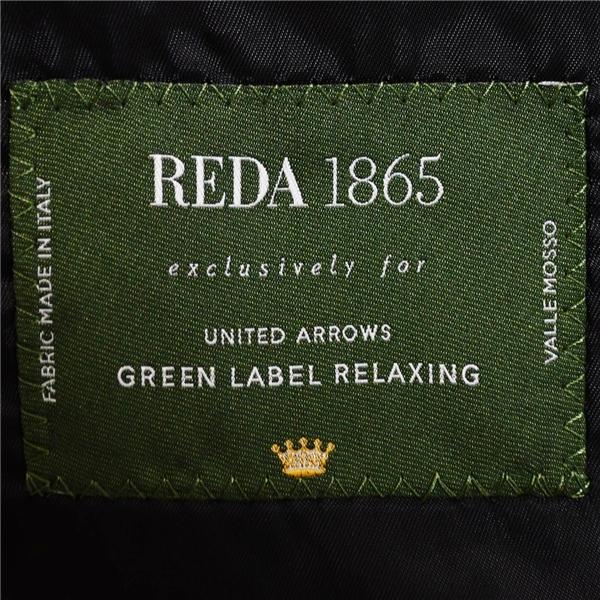 REDA 1865
exclusively for
UNITED ARROWS
GREEN LABEL RELAXING
FABRIC MADE IN ITALY
VALLE MOSSO